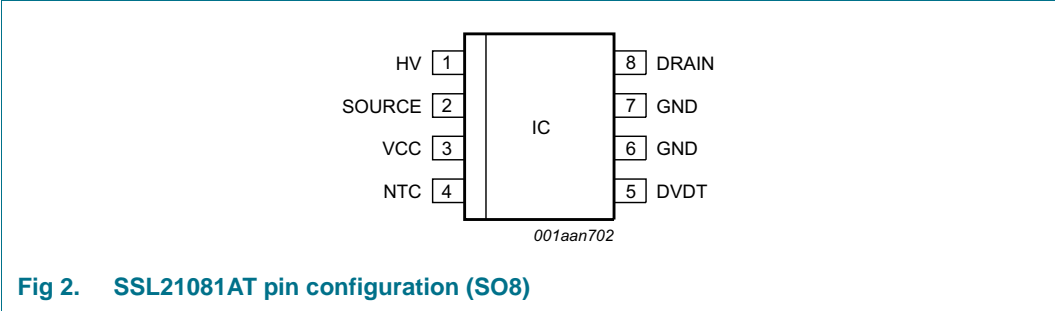 HV 1
SOURCE 2
VCC 3
NTC 4
IC
8 DRAIN
7 GND
6 GND
5 DVDT
001aan702
Fig 2. SSL21081AT pin configuration (SO8)